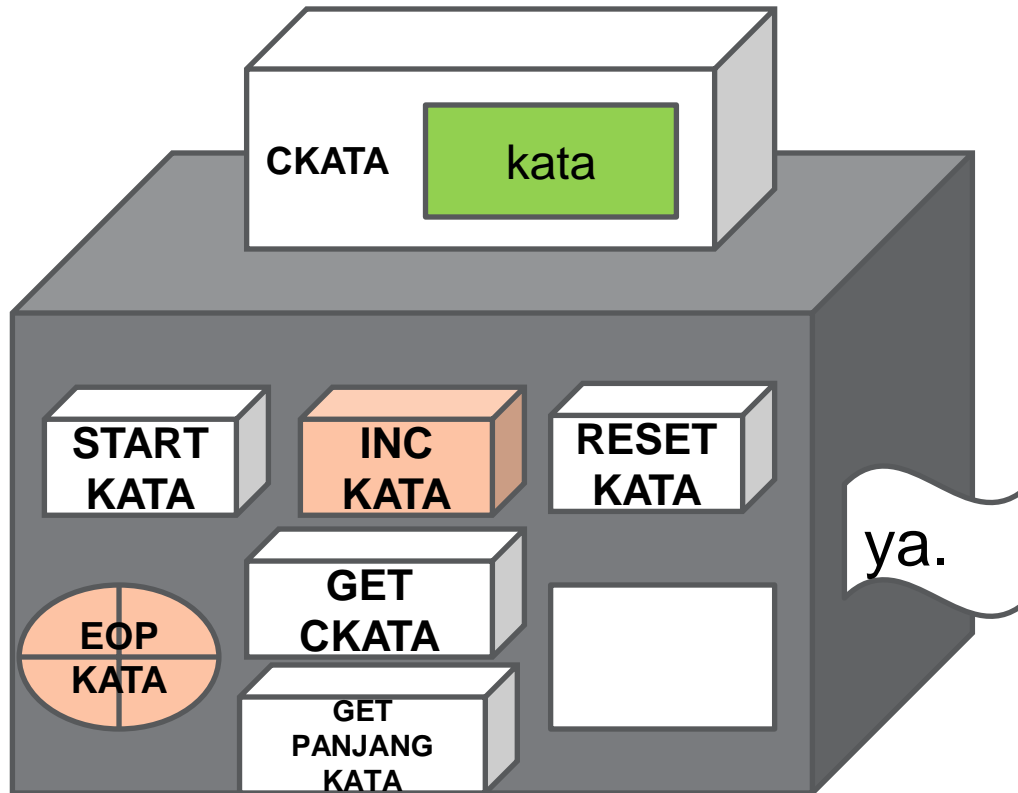 CKATA
kata
START
KATA
INC
KATA
RESET
KATA
ya.
GET
CKATA
EOP
KATA
GET
PANJANG
KATA